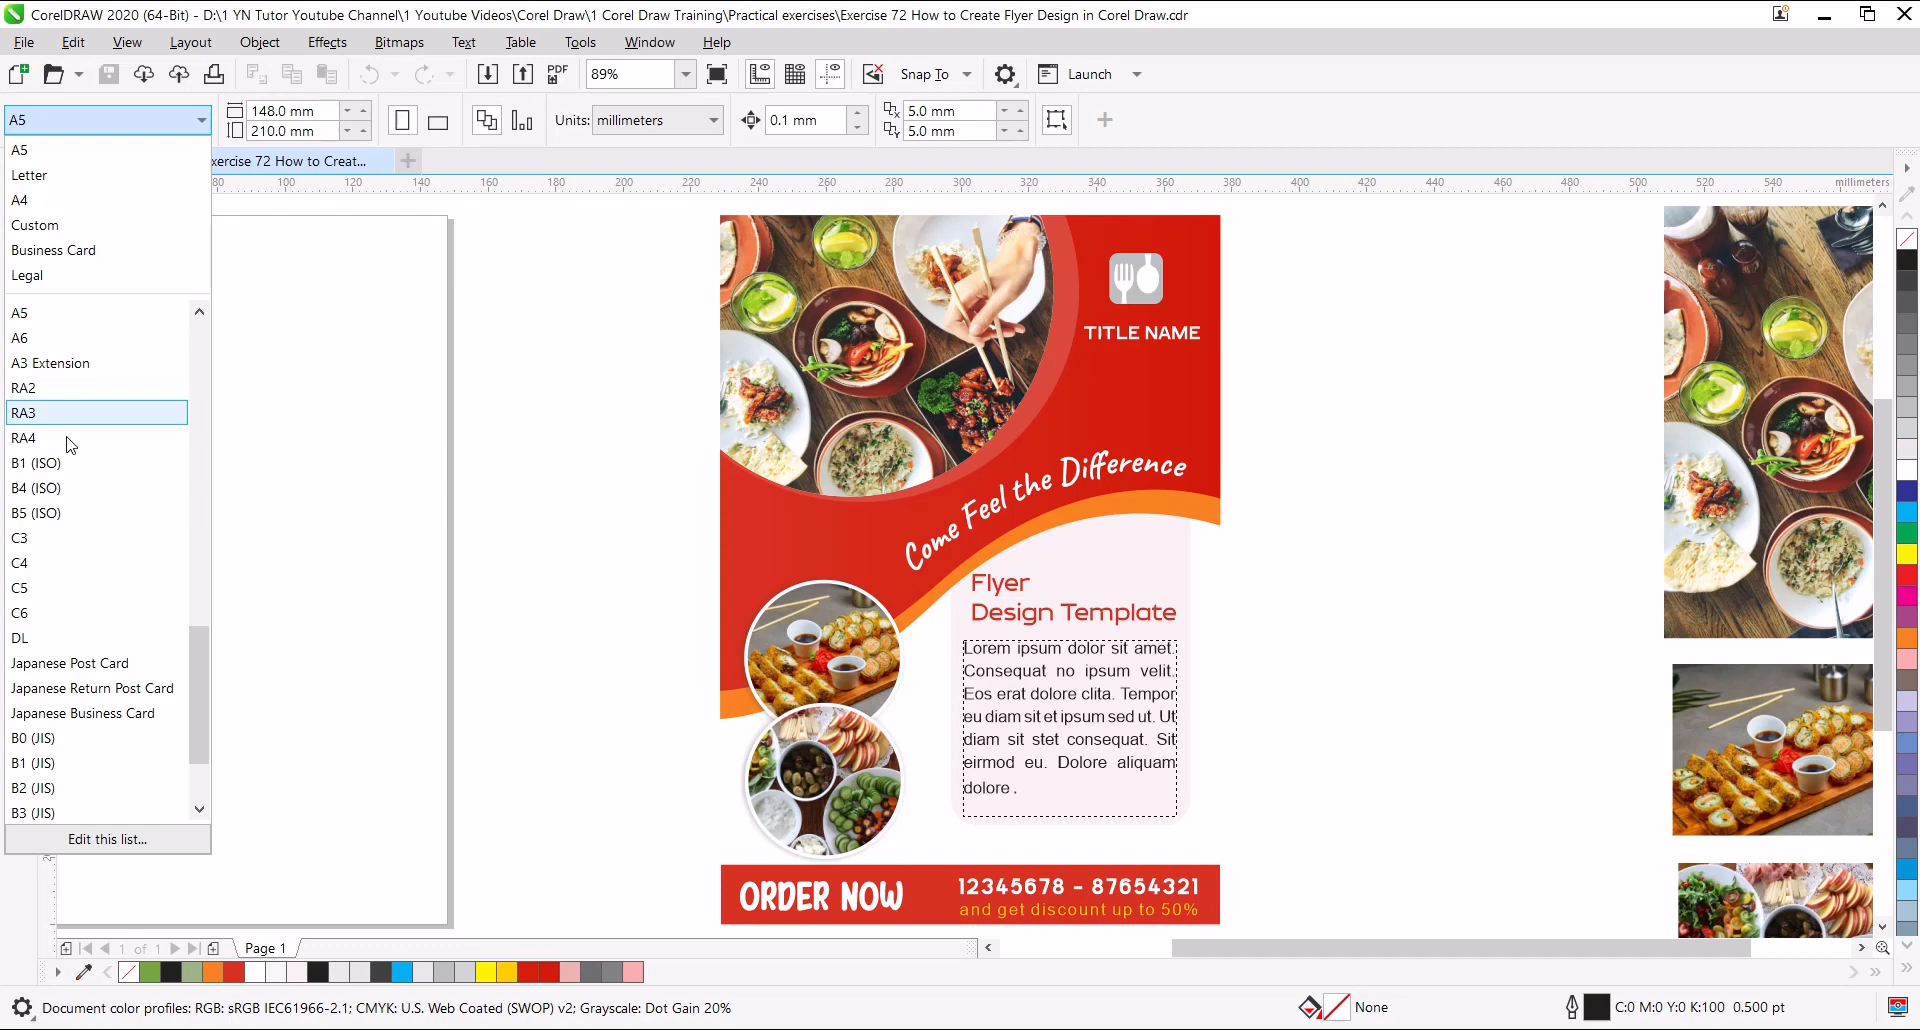 CorelDRAW 2020 (64-Bit) - D:\1 YN Tutor Youtube Channel\1 Youtube Videos\Corel Draw\1 Corel Draw Training\Practical exercises\Exercise 72 How to Create Flyer Design in Corel Draw.cdr
File Edit View Layout Object Effects Bitmaps Text Table Tools Window Help
PDF 89% Snap To Launch
A5 148.0 mm 210.0 mm Units: millimeters 0.1 mm 5.0 mm 5.0 mm
xercise 72 How to Creat...
80 100 120 140 160 180 200 220 240 260 280 300 320 340 360 380 400 420 440 460 480 500 520 540 millimeters
A5
Letter
A4
Custom
Business Card
Legal
A5
A6
A3 Extension
RA2
RA3
RA4
B1 (ISO)
B4 (ISO)
B5 (ISO)
C3
C4
C5
C6
DL
Japanese Post Card
Japanese Return Post Card
Japanese Business Card
B0 (JIS)
B1 (JIS)
B2 (JIS)
B3 (JIS)
Edit this list...
TITLE NAME
Come Feel the Difference
Flyer
Design Template
Lorem ipsum dolor sit amet.
Consequat no ipsum velit.
Eos erat dolore clita. Tempor
eu diam sit et ipsum sed ut. Ut
diam sit stet consequat. Sit
eirmod eu. Dolore aliquam
dolore .
ORDER NOW
12345678 - 87654321
and get discount up to 50%
1 of 1 Page 1
Document color profiles: RGB: sRGB IEC61966-2.1; CMYK: U.S. Web Coated (SWOP) v2; Grayscale: Dot Gain 20% None C:0 M:0 Y:0 K:100 0.500 pt